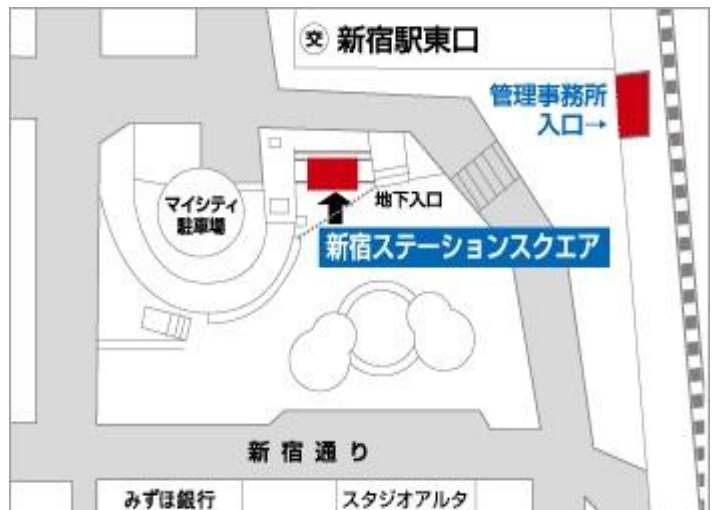 交 新宿駅東口
管理事務所
入口→
マイシティ
駐車場
地下入口
新宿ステーションスクエア
新宿通り
みずほ銀行
スタジオアルタ